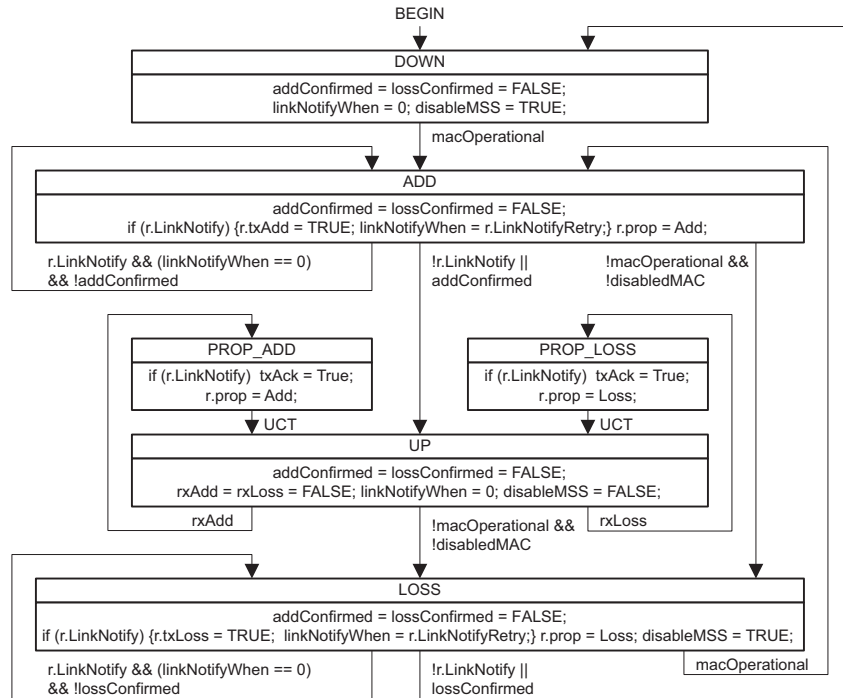 BEGIN
DOWN
addConfirmed = lossConfirmed = FALSE;
linkNotifyWhen = 0; disableMSS = TRUE;
macOperational
ADD
addConfirmed = lossConfirmed = FALSE;
if (r.LinkNotify) {r.txAdd = TRUE; linkNotifyWhen = r.LinkNotifyRetry;} r.prop = Add;
r.LinkNotify && (linkNotifyWhen == 0)
&& !addConfirmed
!r.LinkNotify ||
addConfirmed
!macOperational &&
!disabledMAC
PROP_ADD
if (r.LinkNotify) txAck = True;
r.prop = Add;
UCT
PROP_LOSS
if (r.LinkNotify) txAck = True;
r.prop = Loss;
UCT
UP
addConfirmed = lossConfirmed = FALSE;
rxAdd = rxLoss = FALSE; linkNotifyWhen = 0; disableMSS = FALSE;
rxAdd
!macOperational &&
!disabledMAC
rxLoss
LOSS
addConfirmed = lossConfirmed = FALSE;
if (r.LinkNotify) {r.txLoss = TRUE; linkNotifyWhen = r.LinkNotifyRetry;} r.prop = Loss; disableMSS = TRUE;
r.LinkNotify && (linkNotifyWhen == 0)
&& !lossConfirmed
!r.LinkNotify ||
lossConfirmed
macOperational